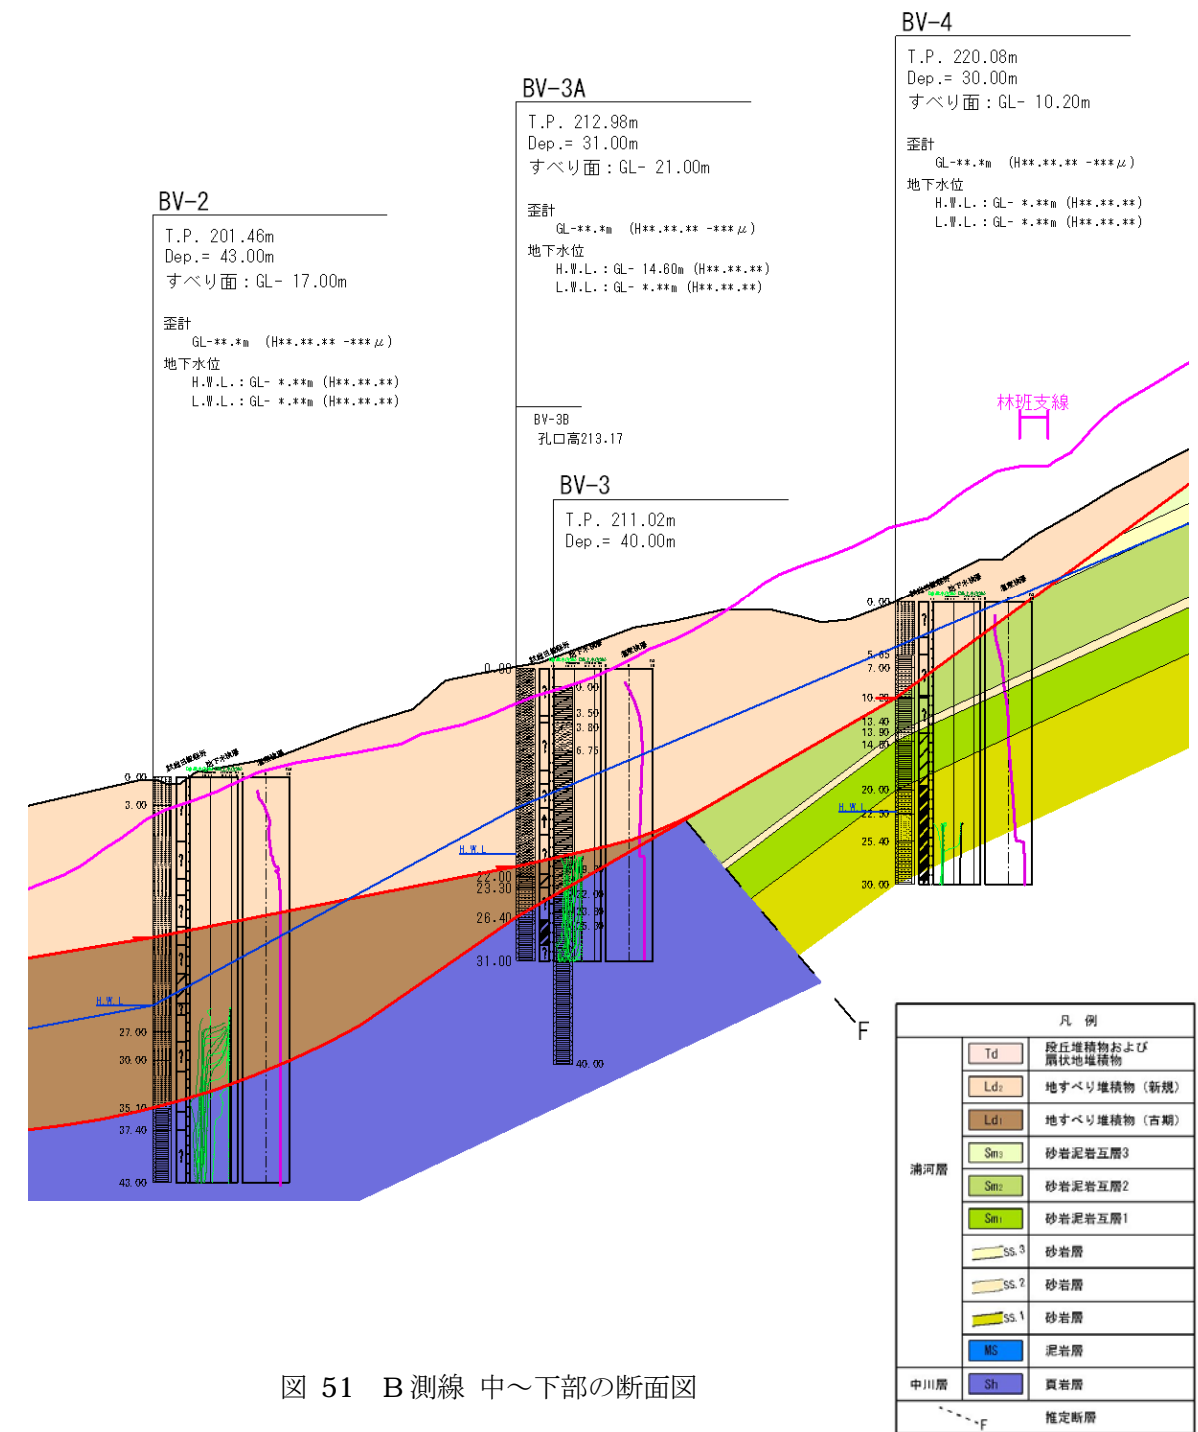 BV-4
T.P. 220.08m
Dep.= 30.00m
すべり面：GL- 10.20m
歪計
GL-**.*m (H**.**.** -***μ)
地下水位
H.W.L.：GL- *.**m (H**.**.**)
L.W.L.：GL- *.**m (H**.**.**)
BV-3A
T.P. 212.98m
Dep.= 31.00m
すべり面：GL- 21.00m
歪計
GL-**.*m (H**.**.** -***μ)
地下水位
H.W.L.：GL- 14.60m (H**.**.**)
L.W.L.：GL- *.**m (H**.**.**)
BV-2
T.P. 201.46m
Dep.= 43.00m
すべり面：GL- 17.00m
歪計
GL-**.*m (H**.**.** -***μ)
地下水位
H.W.L.：GL- *.**m (H**.**.**)
L.W.L.：GL- *.**m (H**.**.**)
BV-3B
孔口高213.17
BV-3
T.P. 211.02m
Dep.= 40.00m
林班支線
0.00
7.00
13.40
20.00
H.W.L
22.50
25.40
30.00
0.00
3.50
3.80
6.75
H.W.L
22.00
23.30
26.40
31.00
40.00
0.00
3.00
H.W.L
27.00
30.00
35.10
37.40
43.00
F
凡 例
浦河層
Td 段丘堆積物および
扇状地堆積物
Ld2 地すべり堆積物（新規）
Ld1 地すべり堆積物（古期）
Sm3 砂岩泥岩互層3
Sm2 砂岩泥岩互層2
Sm1 砂岩泥岩互層1
SS.3 砂岩層
SS.2 砂岩層
SS.1 砂岩層
MS 泥岩層
中川層 Sh 頁岩層
F 推定断層
図 51 B測線 中～下部の断面図